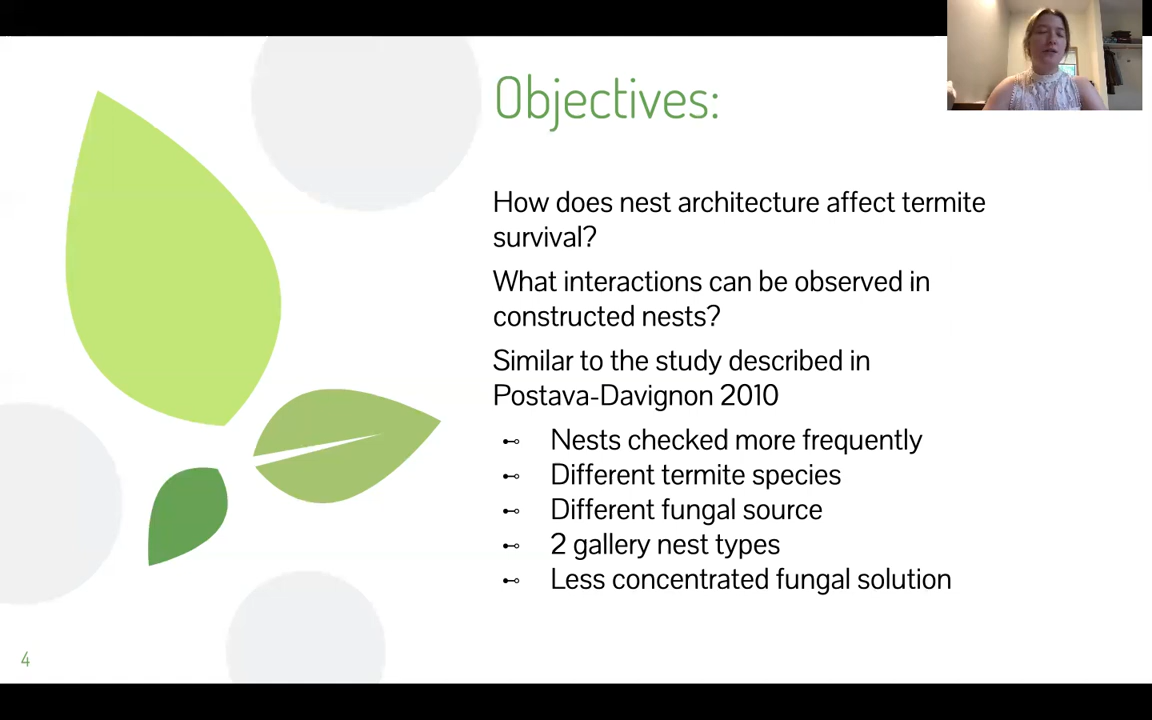 Objectives:
How does nest architecture affect termite
survival?
What interactions can be observed in
constructed nests?
Similar to the study described in
Postava-Davignon 2010
Nests checked more frequently
Different termite species
Different fungal source
2 gallery nest types
Less concentrated fungal solution
4